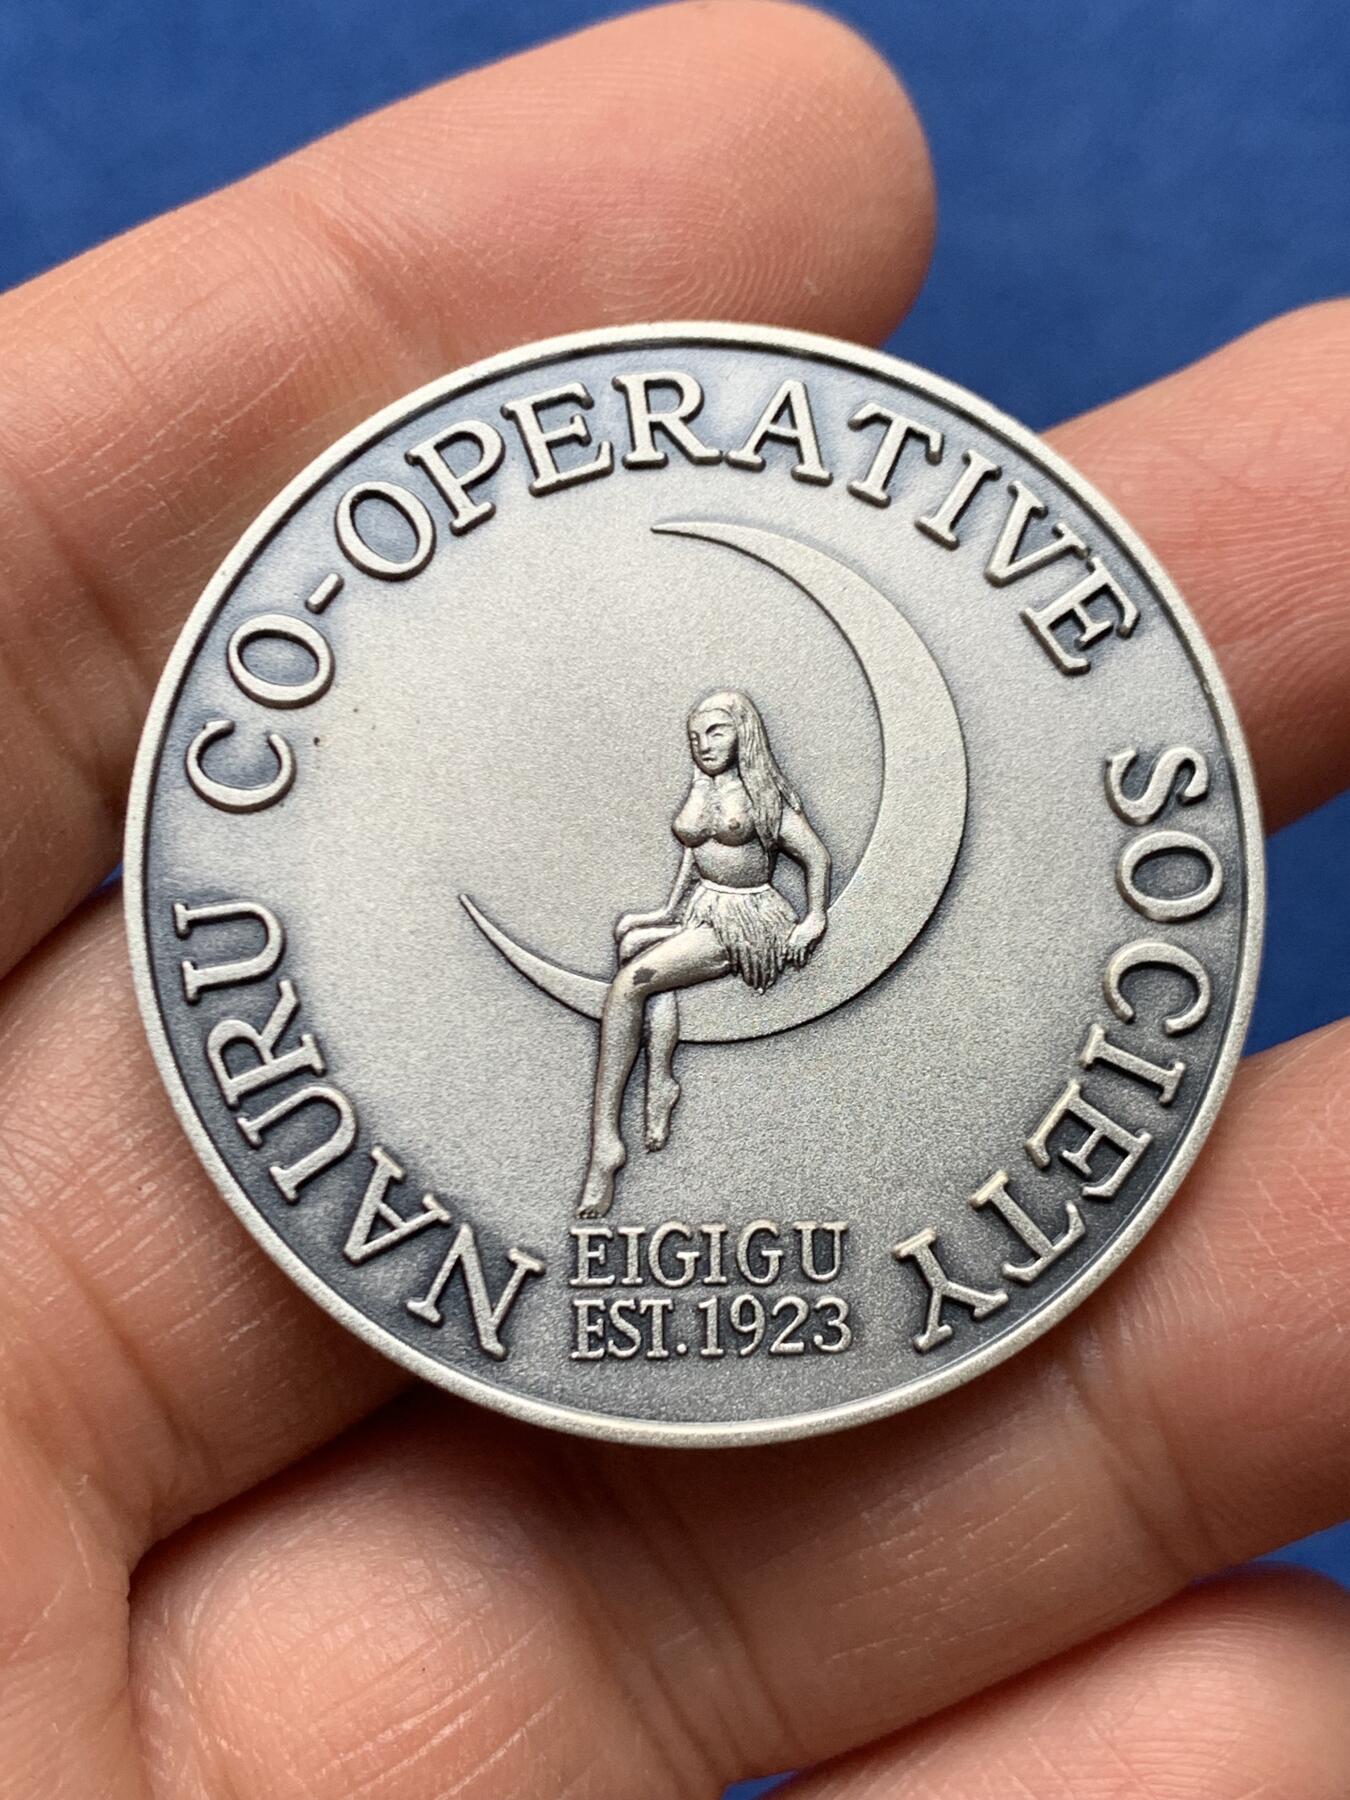 NAURU CO-OPERATIVE SOCIETY
EIGIGU
EST.1923